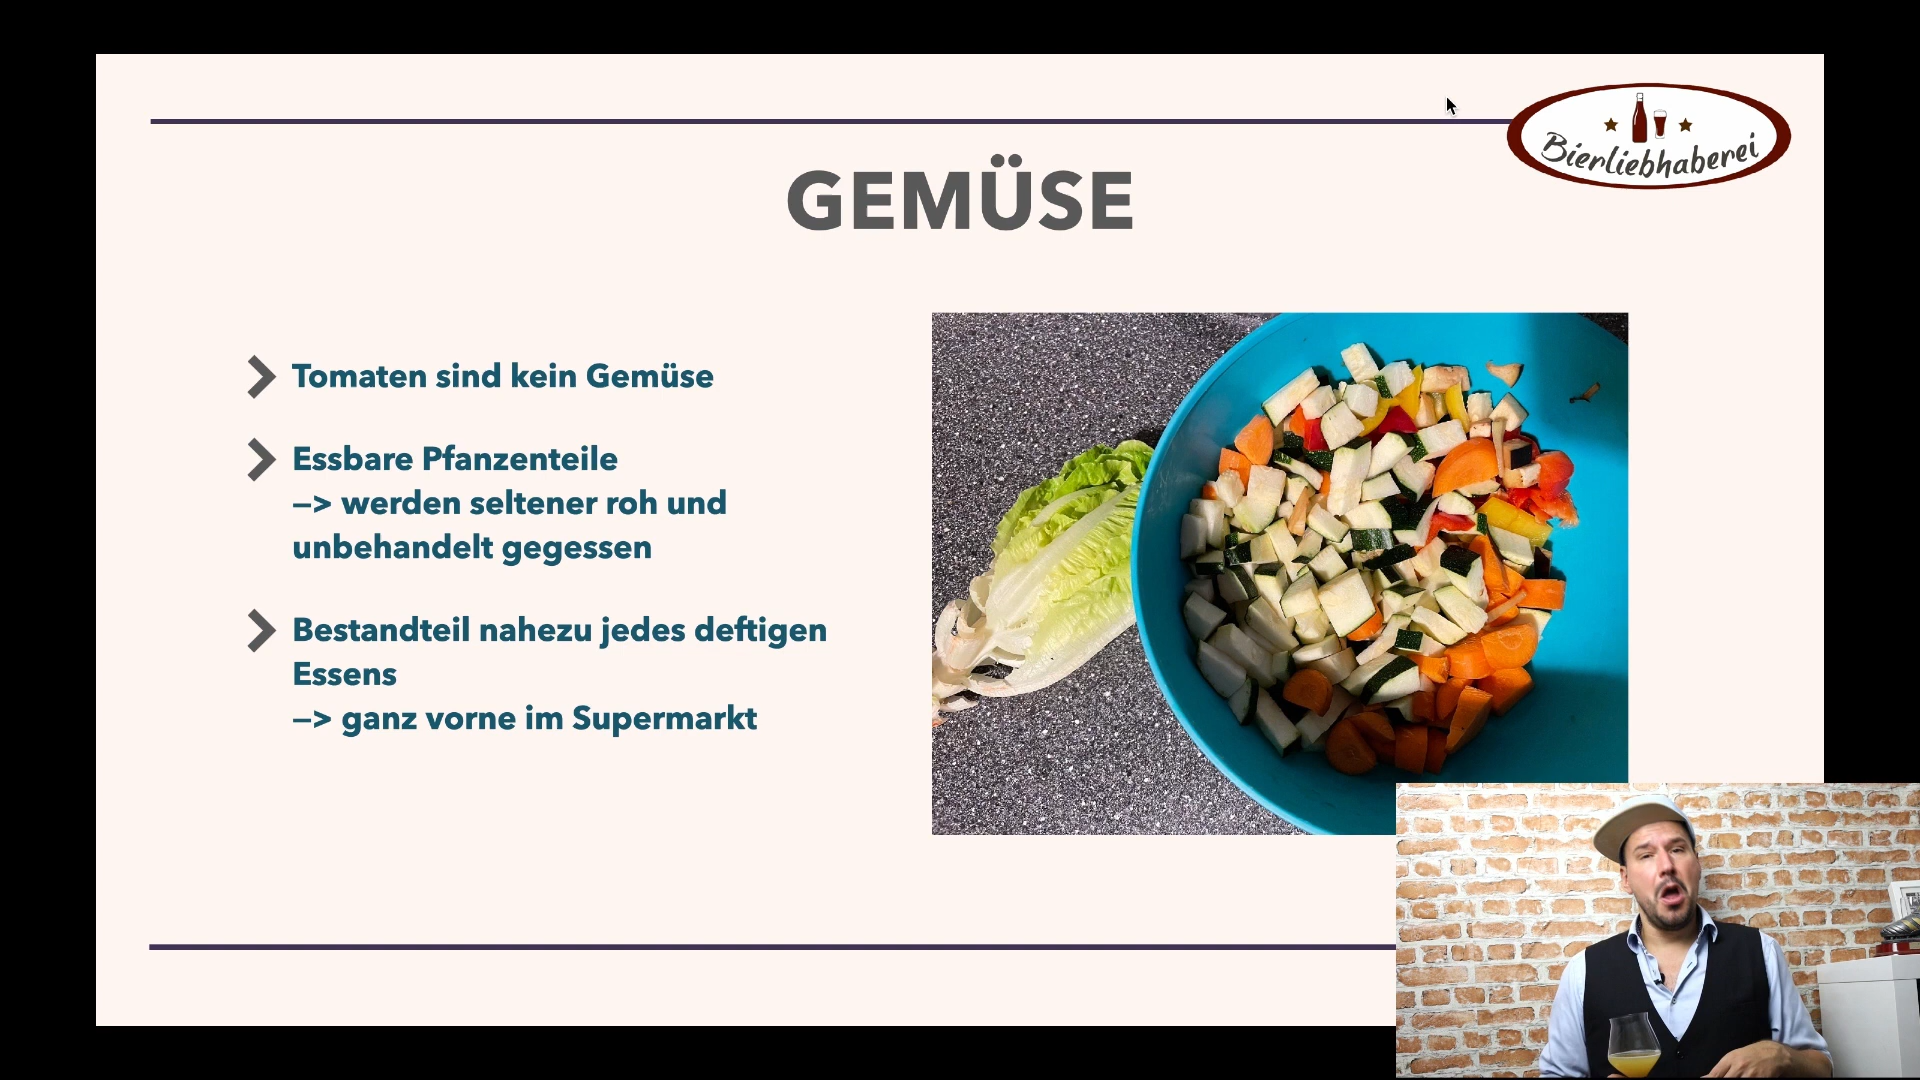 Bierliebhaberei
GEMÜSE
Tomaten sind kein Gemüse
Essbare Pfanzenteile
—> werden seltener roh und
unbehandelt gegessen
Bestandteil nahezu jedes deftigen
Essens
—> ganz vorne im Supermarkt